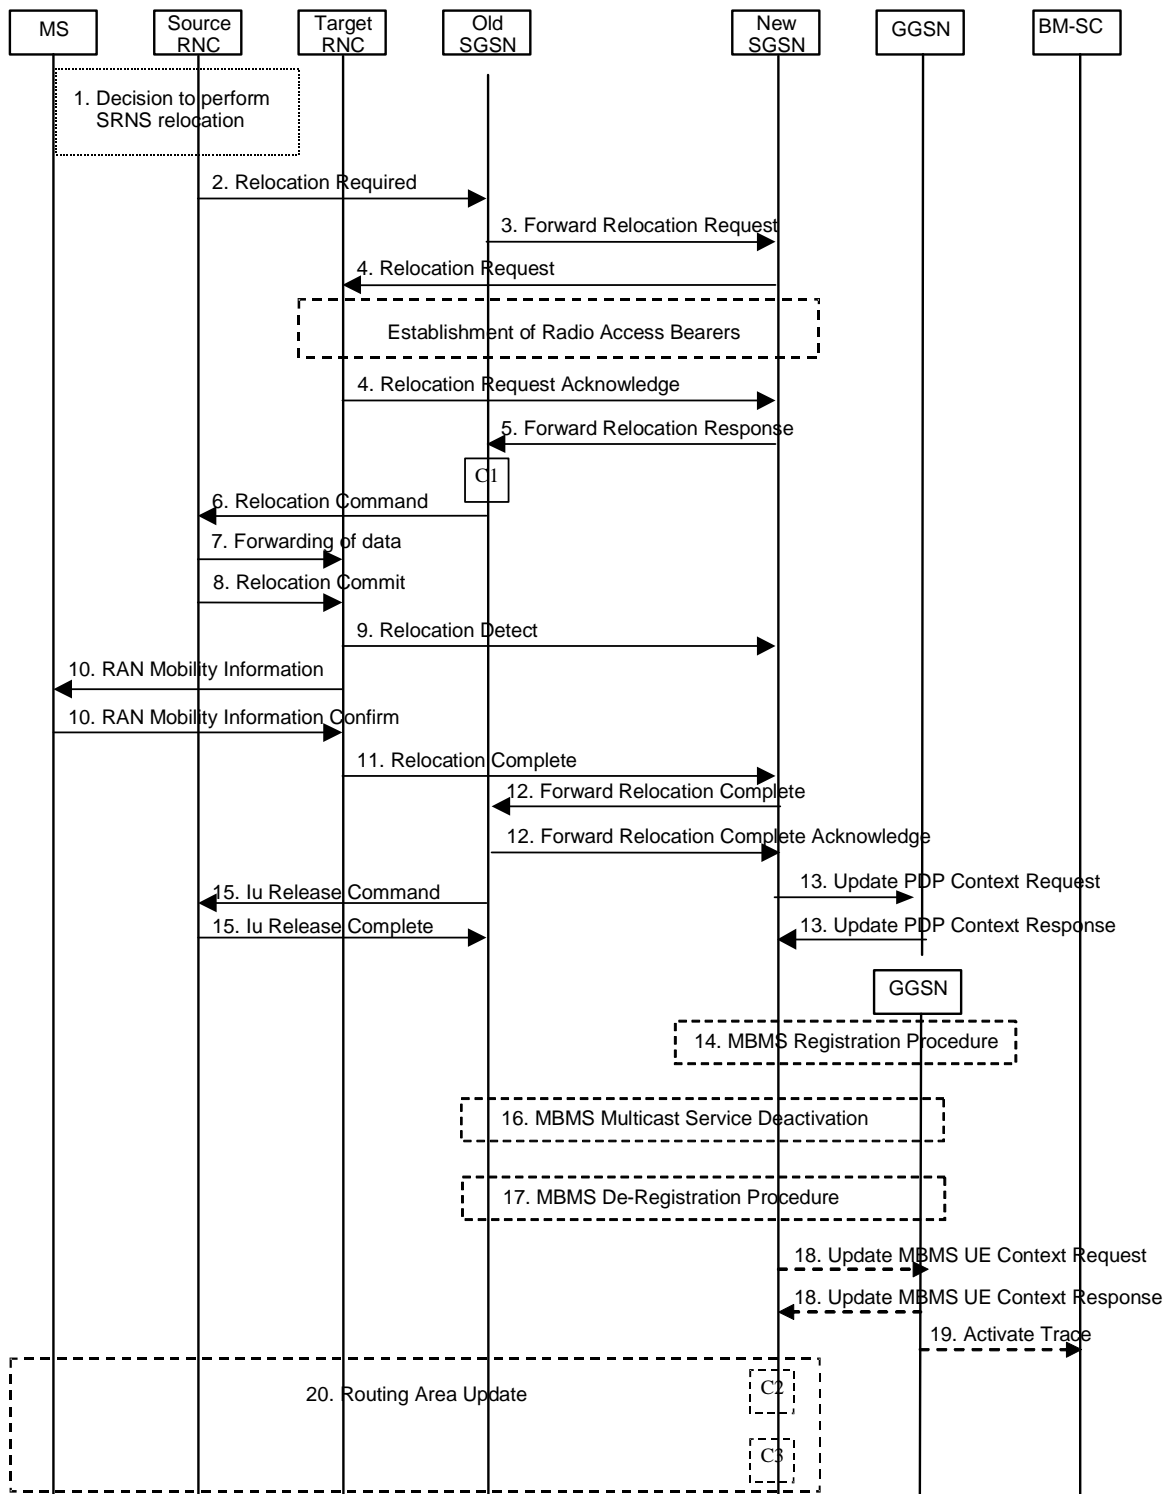 MS
Source
RNC
Target
RNC
Old
SGSN
New
SGSN
GGSN
BM-SC
1. Decision to perform
SRNS relocation
2. Relocation Required
3. Forward Relocation Request
4. Relocation Request
Establishment of Radio Access Bearers
4. Relocation Request Acknowledge
5. Forward Relocation Response
C1
6. Relocation Command
7. Forwarding of data
8. Relocation Commit
9. Relocation Detect
10. RAN Mobility Information
10. RAN Mobility Information Confirm
11. Relocation Complete
12. Forward Relocation Complete
12. Forward Relocation Complete Acknowledge
13. Update PDP Context Request
15. Iu Release Command
13. Update PDP Context Response
15. Iu Release Complete
GGSN
14. MBMS Registration Procedure
16. MBMS Multicast Service Deactivation
17. MBMS De-Registration Procedure
18. Update MBMS UE Context Request
18. Update MBMS UE Context Response
19. Activate Trace
20. Routing Area Update
C2
C3